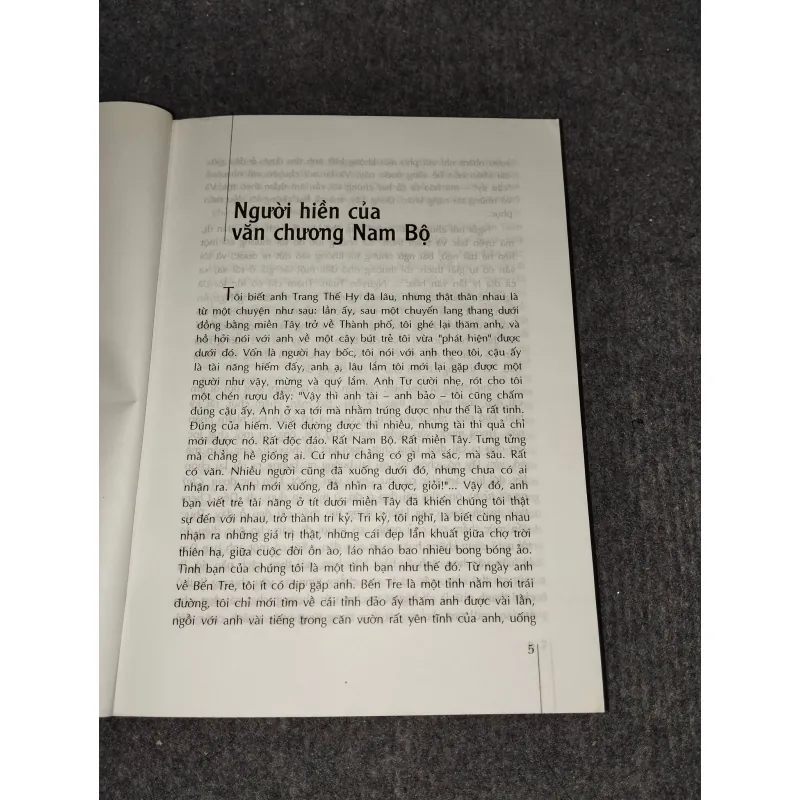 Người hiền của
văn chương Nam Bộ
Tôi biết anh Trang Thế Hy đã lâu, nhưng thật thân nhau là
từ một chuyện như sau: lần ấy, sau một chuyến lang thang dưới
đồng bằng miền Tây trở về Thành phố, tôi ghé lại thăm anh, và
hồ hởi nói với anh về một cây bút trẻ tôi vừa "phát hiện" được
dưới đó. Vốn là người hay bốc, tôi nói với anh theo tôi, cậu ấy
là tài năng hiếm đấy, anh ạ, lâu lắm tôi mới lại gặp được một
người như vậy, mừng và quý lắm. Anh Tư cười nhẹ, rót cho tôi
một chén rượu đầy: "Vậy thì anh tài – anh bảo – tôi cũng chấm
đúng cậu ấy. Anh ở xa tới mà nhằm trúng được như thế là rất tinh.
Đúng của hiếm. Viết đường được thì nhiều, nhưng tài thì quả chỉ
mới được nó. Rất độc đáo. Rất Nam Bộ. Rất miền Tây. Tưng tửng
mà chẳng hề giống ai. Cứ như chẳng có gì mà sắc, mà sâu. Rất
có văn. Nhiều người cũng đã xuống dưới đó, nhưng chưa có ai
nhận ra. Anh mới xuống, đã nhìn ra được, giỏi!"... Vậy đó, anh
bạn viết trẻ tài năng ở tít dưới miền Tây đã khiến chúng tôi thật
sự đến với nhau, trở thành tri kỷ. Tri kỷ, tôi nghĩ, là biết cùng nhau
nhận ra những giá trị thật, những cái đẹp lẩn khuất giữa chợ trời
thiên hạ, giữa cuộc đời ồn ào, láo nháo bao nhiêu bong bóng ảo.
Tình bạn của chúng tôi là một tình bạn như thế đó. Từ ngày anh
về Bến Tre, tôi ít có dịp gặp anh. Bến Tre là một tỉnh nằm hơi trái
đường, tôi chỉ mới tìm về cái tỉnh đảo ấy thăm anh được vài lần,
ngồi với anh vài tiếng trong căn vườn rất yên tĩnh của anh, uống
5